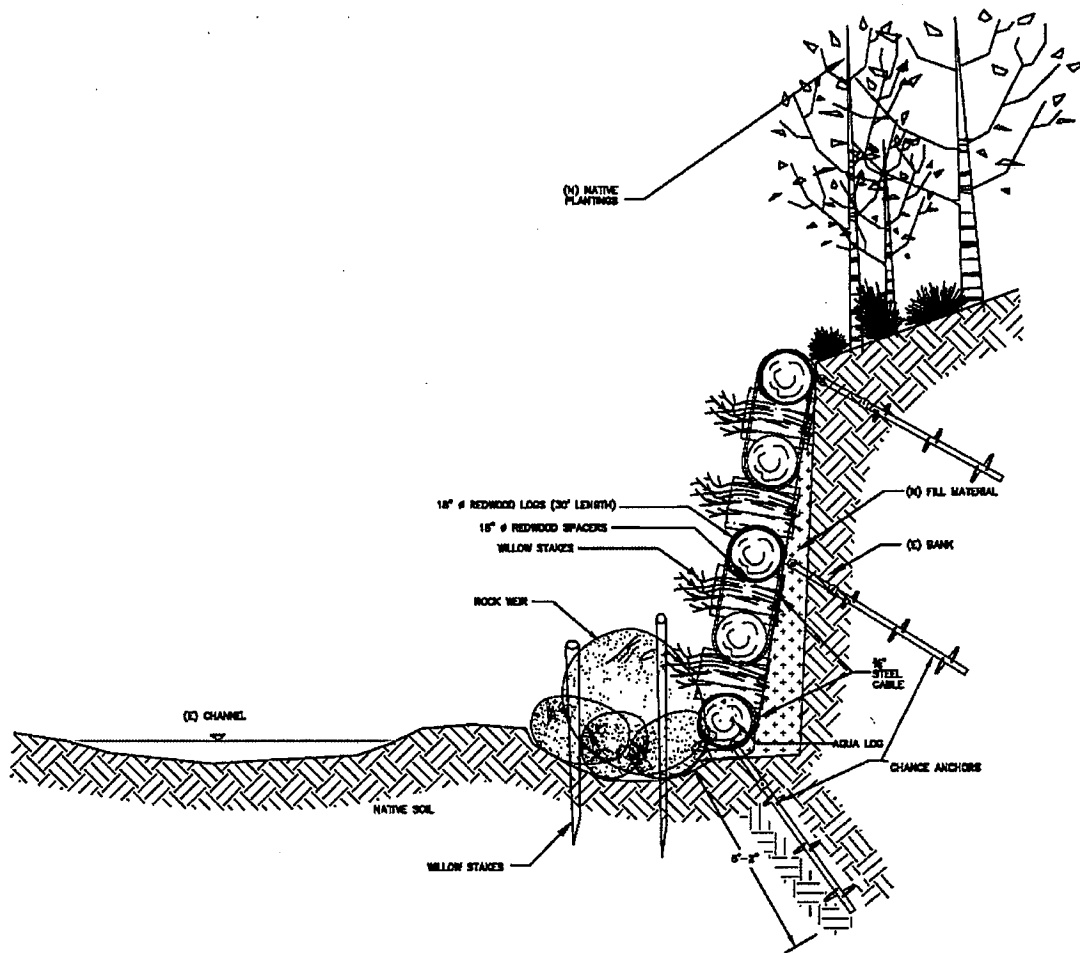 (N) NATIVE
PLANTINGS
18" ø REDWOOD LOGS (30' LENGTH)
(N) FILL MATERIAL
18" ø REDWOOD SPACERS
WILLOW STAKES
(E) BANK
ROCK WEIR
STEEL
CABLE
(E) CHANNEL
AQUA LOG
CHANCE ANCHORS
NATIVE SOIL
WILLOW STAKES